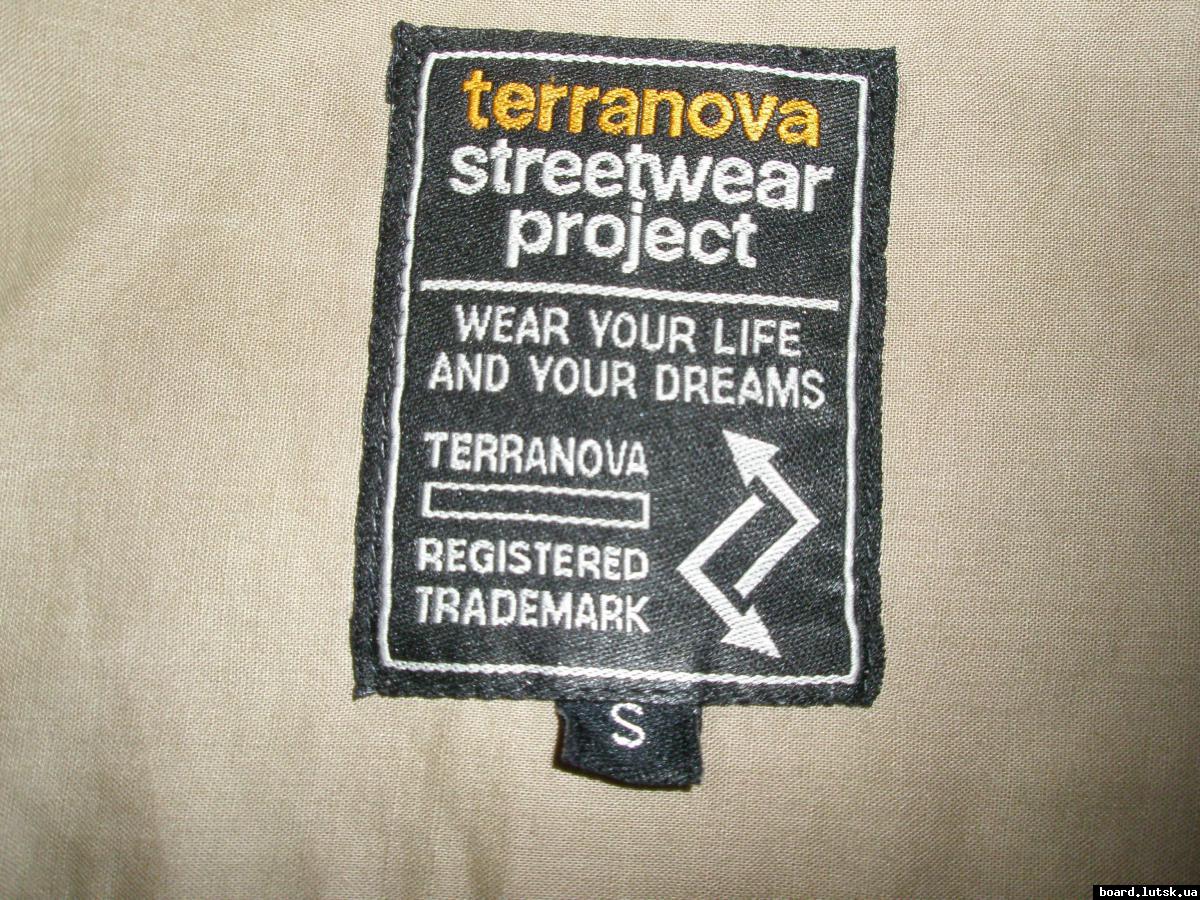 terranova
streetwear
project
WEAR YOUR LIFE
AND YOUR DREAMS
TERRANOVA
REGISTERED
TRADEMARK
S
board.lutsk.ua